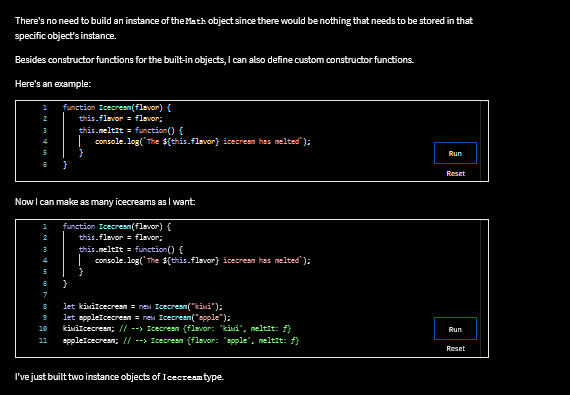 There's no need to build an instance of the Math object since there would be nothing that needs to be stored in that
specific object's instance.
Besides constructor functions for the built-in objects, I can also define custom constructor functions.
Here's an example:
1 function Icecream(flavor) {
2 this.flavor = flavor;
3 this.meltIt = function() {
4 console.log(`The ${this.flavor} icecream has melted`);
5 }
6 }
Run
Reset
Now I can make as many icecreams as I want:
1 function Icecream(flavor) {
2 this.flavor = flavor;
3 this.meltIt = function() {
4 console.log(`The ${this.flavor} icecream has melted`);
5 }
6 }
7
8 let kiwiIcecream = new Icecream("kiwi");
9 let appleIcecream = new Icecream("apple");
10 kiwiIcecream; // --> Icecream {flavor: 'kiwi', meltIt: ƒ}
11 appleIcecream; // --> Icecream {flavor: 'apple', meltIt: ƒ}
Run
Reset
I've just built two instance objects of Icecream type.